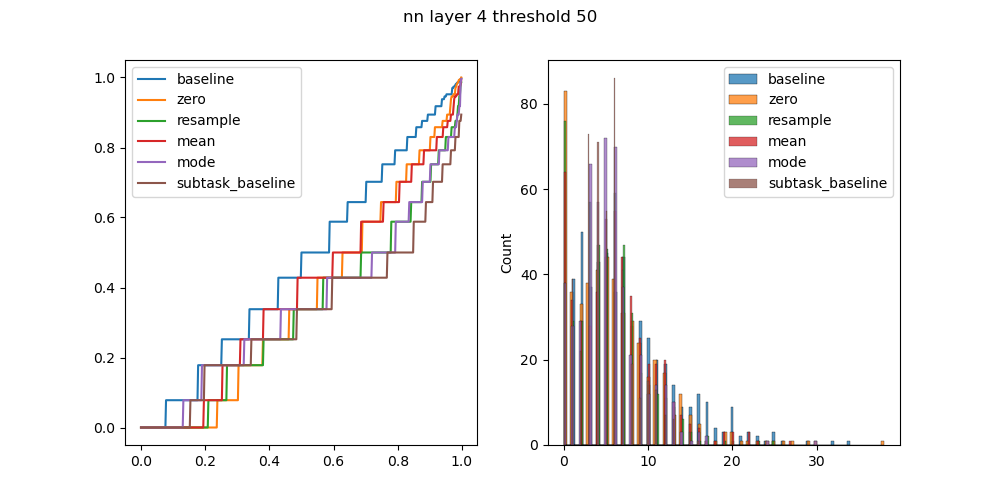 nn layer 4 threshold 50
baseline
zero
resample
mean
mode
subtask_baseline
1.0
0.8
0.6
0.4
0.2
0.0
0.0 0.2 0.4 0.6 0.8 1.0
baseline
zero
resample
mean
mode
subtask_baseline
Count
80
60
40
20
0
0 10 20 30